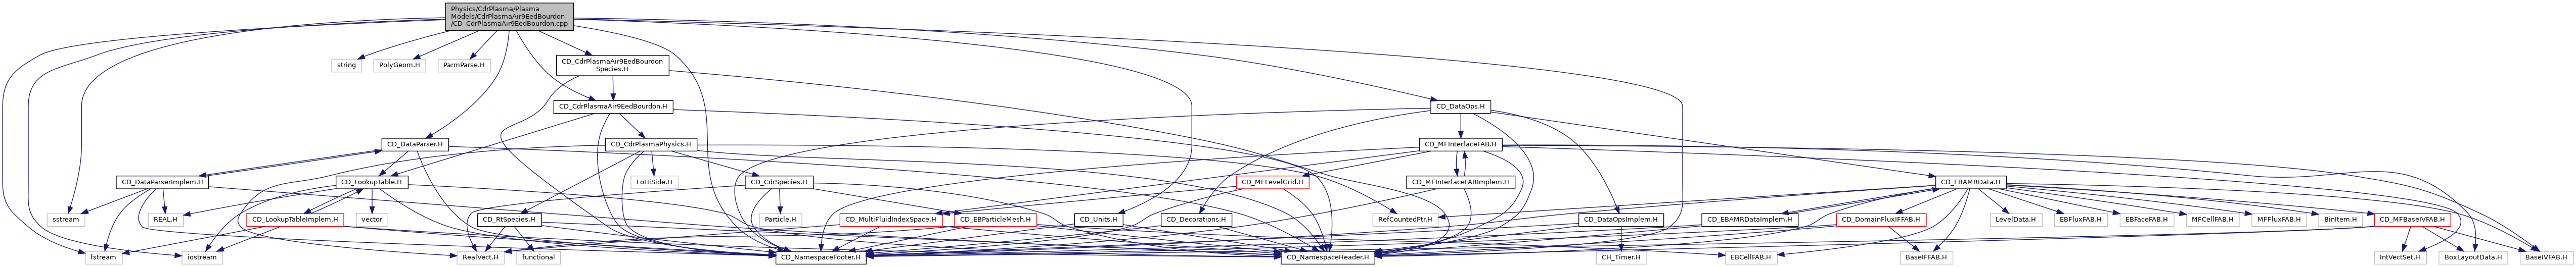 Physics/CdrPlasma/Plasma
Models/CdrPlasmaAir9EedBourdon
/CD_CdrPlasmaAir9EedBourdon.cpp
string
PolyGeom.H
ParmParse.H
CD_CdrPlasmaAir9EedBourdon
Species.H
CD_CdrPlasmaAir9EedBourdon.H
CD_DataOps.H
CD_DataParser.H
CD_CdrPlasmaPhysics.H
CD_MFInterfaceFAB.H
CD_DataParserImplem.H
CD_LookupTable.H
LoHiSide.H
CD_CdrSpecies.H
CD_MFLevelGrid.H
CD_MFInterfaceFABImplem.H
CD_EBAMRData.H
sstream
REAL.H
CD_LookupTableImplem.H
vector
CD_RtSpecies.H
Particle.H
CD_MultiFluidIndexSpace.H
CD_EBParticleMesh.H
CD_Units.H
CD_Decorations.H
RefCountedPtr.H
CD_DataOpsImplem.H
CD_EBAMRDataImplem.H
CD_DomainFluxIFFAB.H
LevelData.H
EBFluxFAB.H
EBFaceFAB.H
MFCellFAB.H
MFFluxFAB.H
BinItem.H
CD_MFBaseIVFAB.H
fstream
iostream
RealVect.H
functional
CD_NamespaceFooter.H
CD_NamespaceHeader.H
CH_Timer.H
EBCellFAB.H
BaseIFFAB.H
IntVectSet.H
BoxLayoutData.H
BaseIVFAB.H